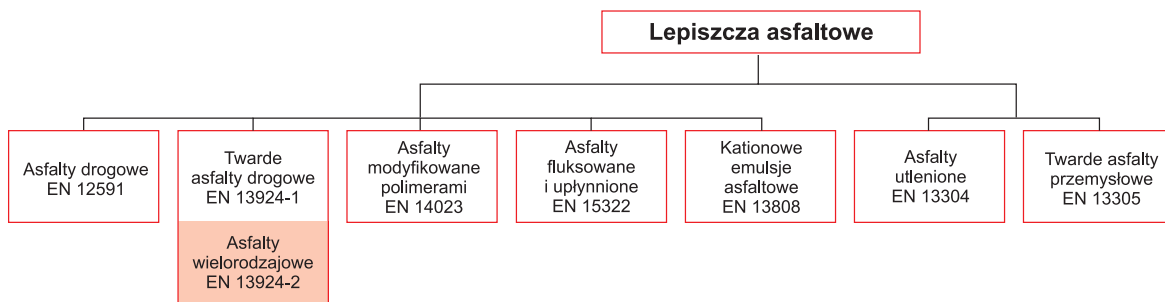 Lepiszcza asfaltowe
Asfalty drogowe
EN 12591
Twarde
asfalty drogowe
EN 13924-1
Asfalty
wielorodzajowe
EN 13924-2
Asfalty
modyfikowane
polimerami
EN 14023
Asfalty
fluksowane
i upłynnione
EN 15322
Kationowe
emulsje
asfaltowe
EN 13808
Asfalty
utlenione
EN 13304
Twarde asfalty
przemysłowe
EN 13305